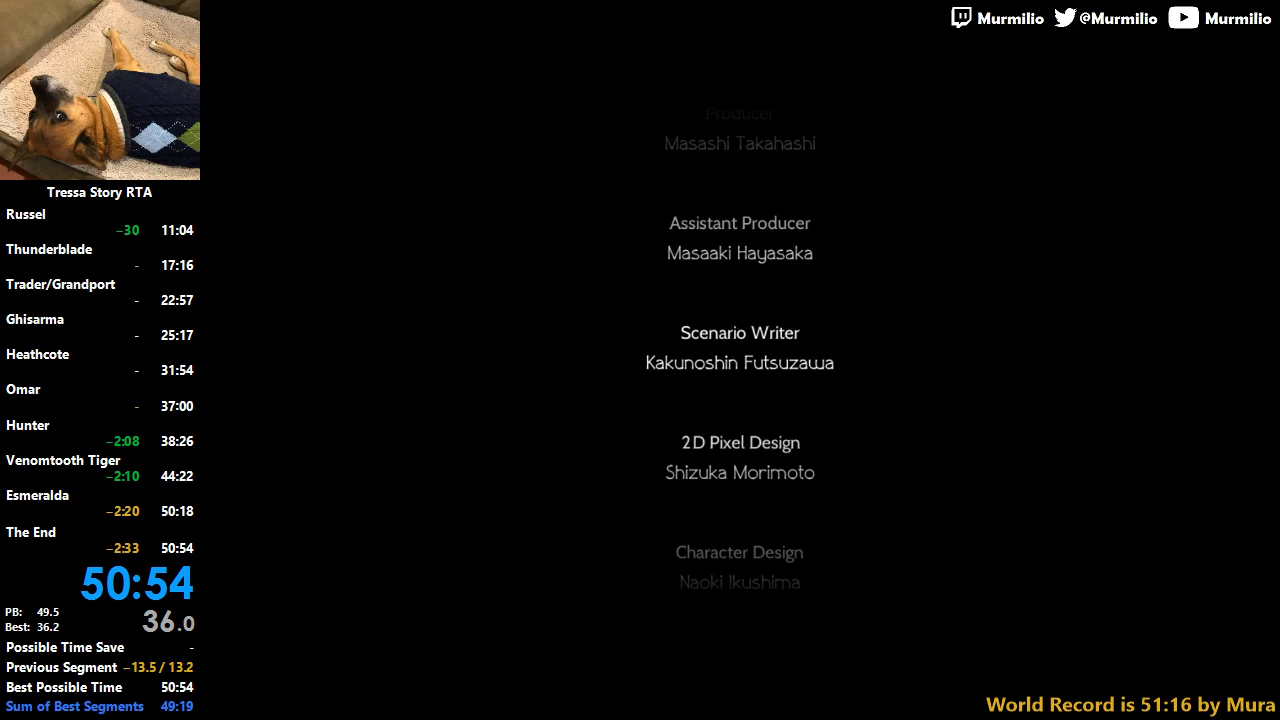 Murmilio @Murmilio Murmilio
Tressa Story RTA
Russel
−30 11:04
Thunderblade
- 17:16
Trader/Grandport
- 22:57
Ghisarma
- 25:17
Heathcote
- 31:54
Omar
- 37:00
Hunter
−2:08 38:26
Venomtooth Tiger
−2:10 44:22
Esmeralda
−2:20 50:18
The End
−2:33 50:54
50:54
PB: 49.5
Best: 36.2
36.0
Possible Time Save -
Previous Segment −13.5 / 13.2
Best Possible Time 50:54
Sum of Best Segments 49:19
Producer
Masashi Takahashi
Assistant Producer
Masaaki Hayasaka
Scenario Writer
Kakunoshin Futsuzawa
2D Pixel Design
Shizuka Morimoto
Character Design
Naoki Ikushima
World Record is 51:16 by Mura